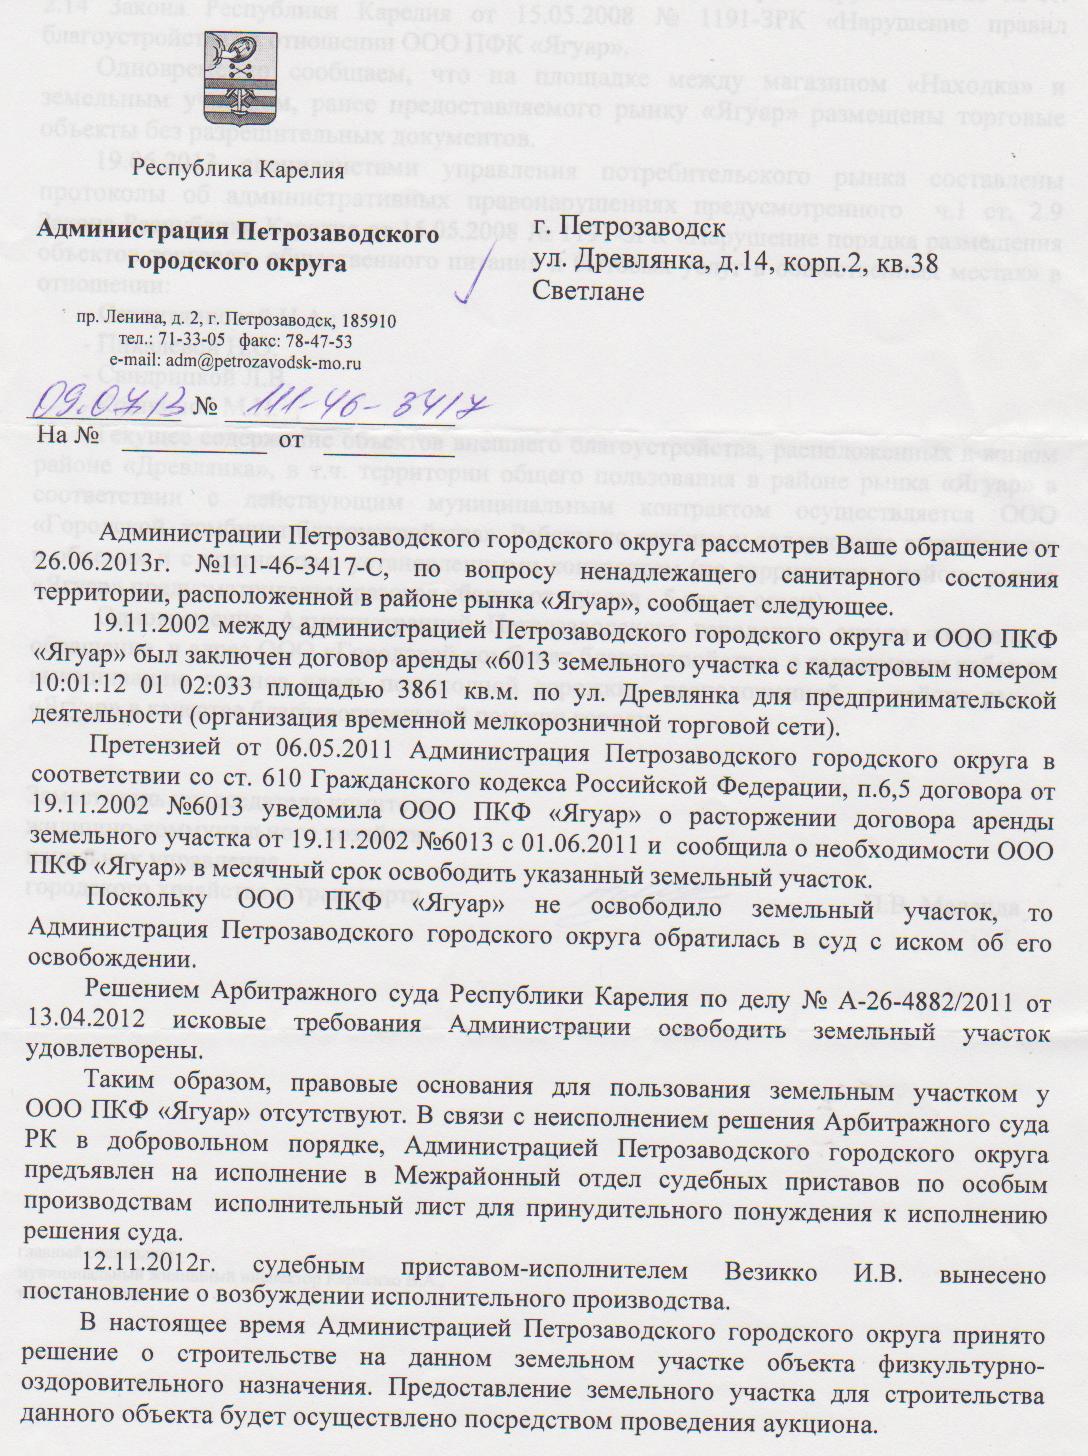 Республика Карелия
Администрация Петрозаводского
городского округа
пр. Ленина, д. 2, г. Петрозаводск, 185910
тел.: 71-33-05 факс: 78-47-53
e-mail: adm@petrozavodsk-mo.ru
09.07.13 № 111-46-3417
На № от
г. Петрозаводск
ул. Древлянка, д.14, корп.2, кв.38
Светлане
Администрации Петрозаводского городского округа рассмотрев Ваше обращение от
26.06.2013г. №111-46-3417-С, по вопросу ненадлежащего санитарного состояния
территории, расположенной в районе рынка «Ягуар», сообщает следующее.
19.11.2002 между администрацией Петрозаводского городского округа и ООО ПКФ
«Ягуар» был заключен договор аренды «6013 земельного участка с кадастровым номером
10:01:12 01 02:033 площадью 3861 кв.м. по ул. Древлянка для предпринимательской
деятельности (организация временной мелкорозничной торговой сети).
Претензией от 06.05.2011 Администрация Петрозаводского городского округа в
соответствии со ст. 610 Гражданского кодекса Российской Федерации, п.6,5 договора от
19.11.2002 №6013 уведомила ООО ПКФ «Ягуар» о расторжении договора аренды
земельного участка от 19.11.2002 №6013 с 01.06.2011 и сообщила о необходимости ООО
ПКФ «Ягуар» в месячный срок освободить указанный земельный участок.
Поскольку ООО ПКФ «Ягуар» не освободило земельный участок, то
Администрация Петрозаводского городского округа обратилась в суд с иском об его
освобождении.
Решением Арбитражного суда Республики Карелия по делу № А-26-4882/2011 от
13.04.2012 исковые требования Администрации освободить земельный участок
удовлетворены.
Таким образом, правовые основания для пользования земельным участком у
ООО ПКФ «Ягуар» отсутствуют. В связи с неисполнением решения Арбитражного суда
РК в добровольном порядке, Администрацией Петрозаводского городского округа
предъявлен на исполнение в Межрайонный отдел судебных приставов по особым
производствам исполнительный лист для принудительного понуждения к исполнению
решения суда.
12.11.2012г. судебным приставом-исполнителем Везикко И.В. вынесено
постановление о возбуждении исполнительного производства.
В настоящее время Администрацией Петрозаводского городского округа принято
решение о строительстве на данном земельном участке объекта физкультурно-
оздоровительного назначения. Предоставление земельного участка для строительства
данного объекта будет осуществлено посредством проведения аукциона.